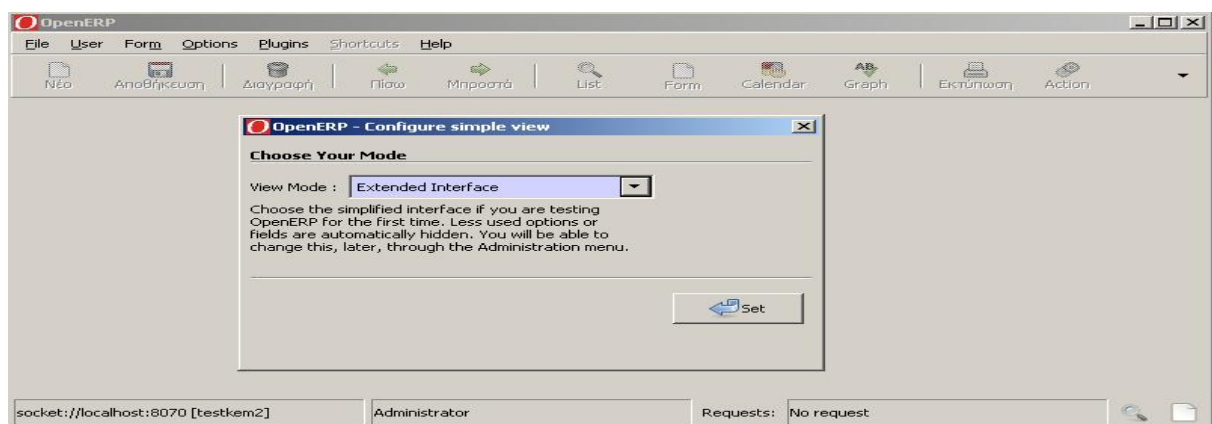 OpenERP
File User Form Options Plugins Shortcuts Help
Νέο Αποθήκευση Διαγραφή Πίσω Μπροστά List Form Calendar Graph Εκτύπωση Action
OpenERP - Configure simple view
Choose Your Mode
View Mode : Extended Interface
Choose the simplified interface if you are testing
OpenERP for the first time. Less used options or
fields are automatically hidden. You will be able to
change this, later, through the Administration menu.
Set
socket://localhost:8070 [testkem2] Administrator Requests: No request